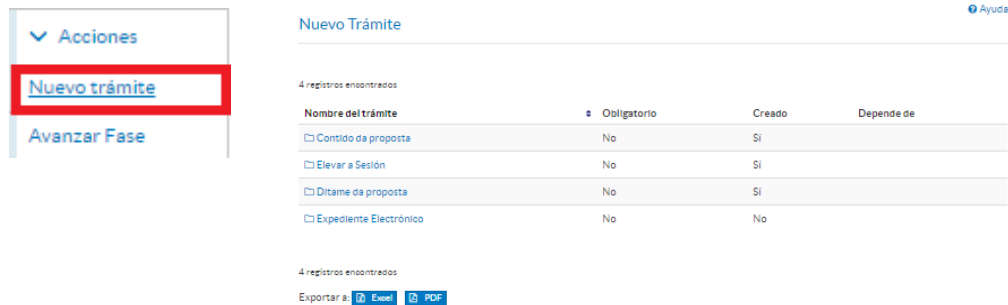 Acciones
Nuevo trámite
Avanzar Fase
Ayuda
Nuevo Trámite
4 registros encontrados
Nombre del trámite Obligatorio Creado Depende de
Contido da proposta No Sí
Elevar a Sesión No Sí
Ditame da proposta No Sí
Expediente Electrónico No No
4 registros encontrados
Exportar a: Excel PDF